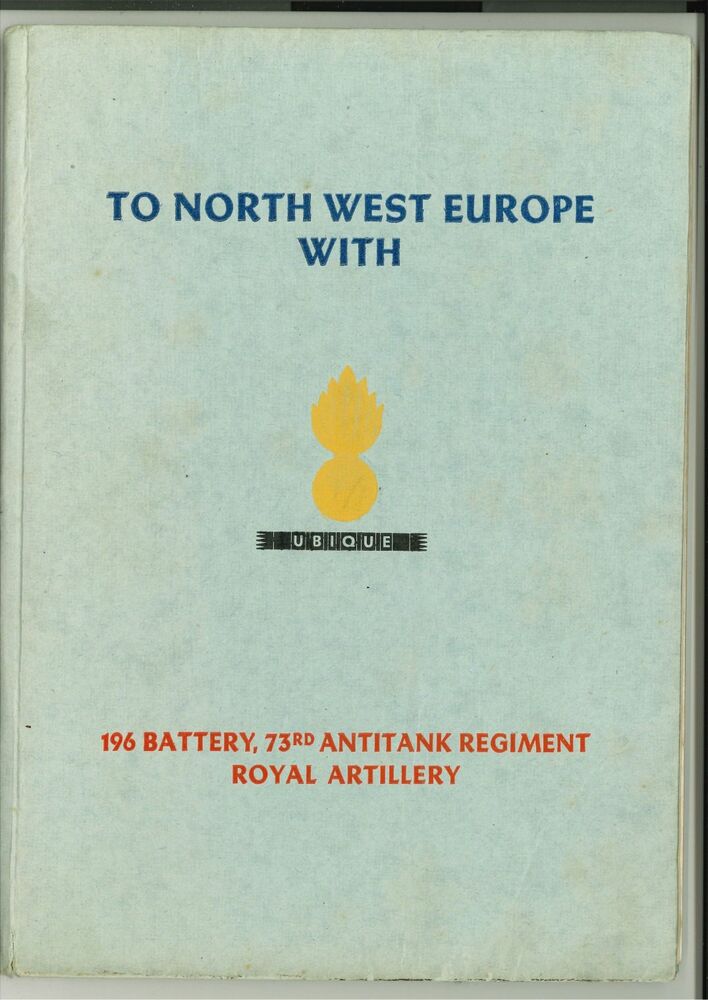 TO NORTH WEST EUROPE
WITH
UBIQUE
196 BATTERY, 73RD ANTITANK REGIMENT
ROYAL ARTILLERY